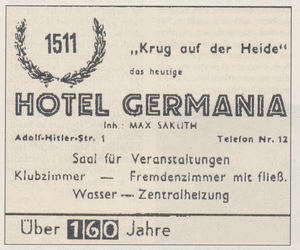 1511
„Krug auf der Heide“
das heutige
HOTEL GERMANIA
Inh.: MAX SAKUTH
Adolf-Hitler-Str. 1 Telefon Nr. 12
Saal für Veranstaltungen
Klubzimmer — Fremdenzimmer mit fließ.
Wasser — Zentralheizung
Über 160 Jahre